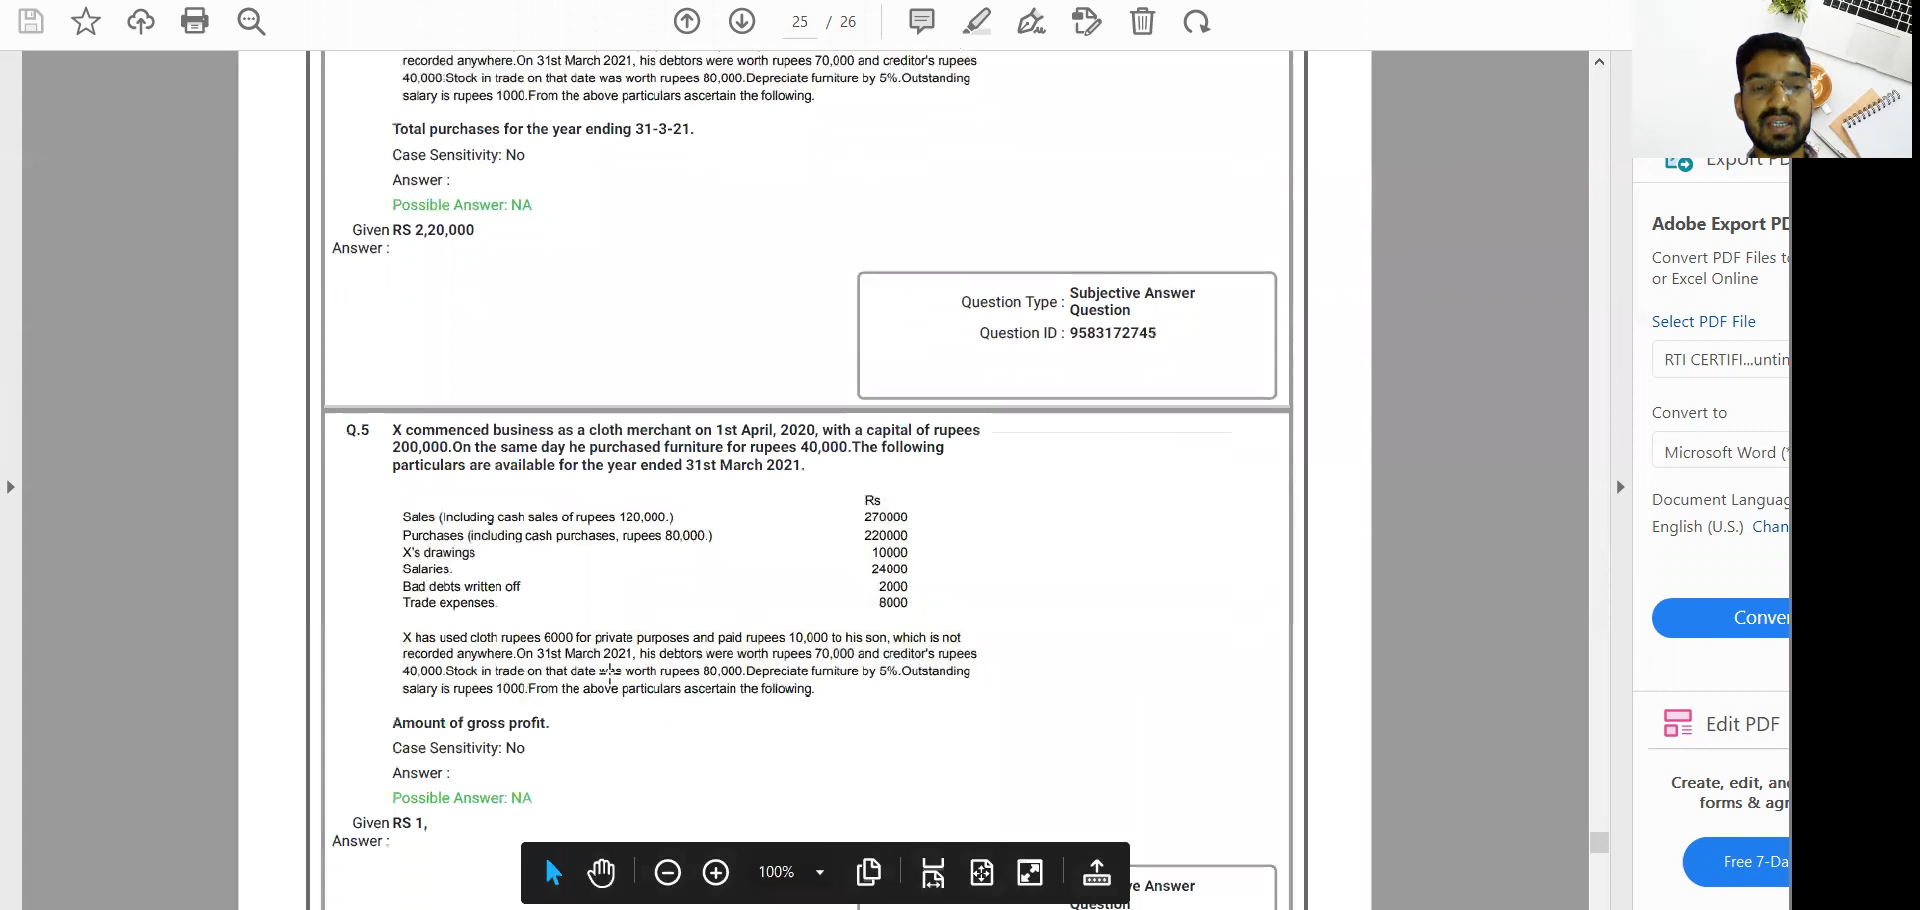 25 / 26
recorded anywhere.On 31st March 2021, his debtors were worth rupees 70,000 and creditor's rupees
40,000.Stock in trade on that date was worth rupees 80,000.Depreciate furniture by 5%.Outstanding
salary is rupees 1000.From the above particulars ascertain the following.
Total purchases for the year ending 31-3-21.
Case Sensitivity: No
Answer :
Possible Answer: NA
Given RS 2,20,000
Answer :
Question Type : Subjective Answer
Question
Question ID : 9583172745
Q.5 X commenced business as a cloth merchant on 1st April, 2020, with a capital of rupees
200,000.On the same day he purchased furniture for rupees 40,000.The following
particulars are available for the year ended 31st March 2021.
Rs
Sales (Including cash sales of rupees 120,000.) 270000
Purchases (including cash purchases, rupees 80,000.) 220000
X's drawings 10000
Salaries. 24000
Bad debts written off 2000
Trade expenses. 8000
X has used cloth rupees 6000 for private purposes and paid rupees 10,000 to his son, which is not
recorded anywhere.On 31st March 2021, his debtors were worth rupees 70,000 and creditor's rupees
40,000.Stock in trade on that date was worth rupees 80,000.Depreciate furniture by 5%.Outstanding
salary is rupees 1000.From the above particulars ascertain the following.
Amount of gross profit.
Case Sensitivity: No
Answer :
Possible Answer: NA
Given RS 1,
Answer :
100%
ve Answer
Question
Export PD
Adobe Export PD
Convert PDF Files to
or Excel Online
Select PDF File
RTI CERTIFI...untin
Convert to
Microsoft Word (*
Document Languag
English (U.S.) Chan
Conver
Edit PDF
Create, edit, and
forms & agr
Free 7-Da